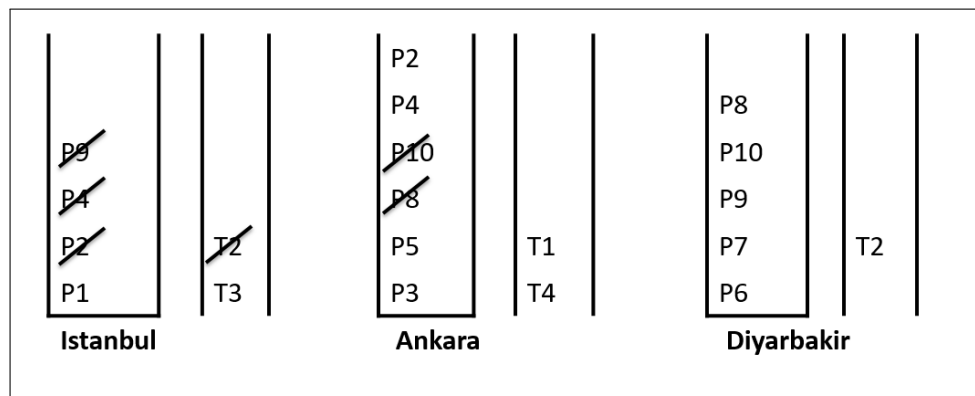 P2
P4
P8
P9
P10
P10
P4
P8
P9
P2
T2
P5
T1
P7
T2
P1
T3
P3
T4
P6
Istanbul
Ankara
Diyarbakir